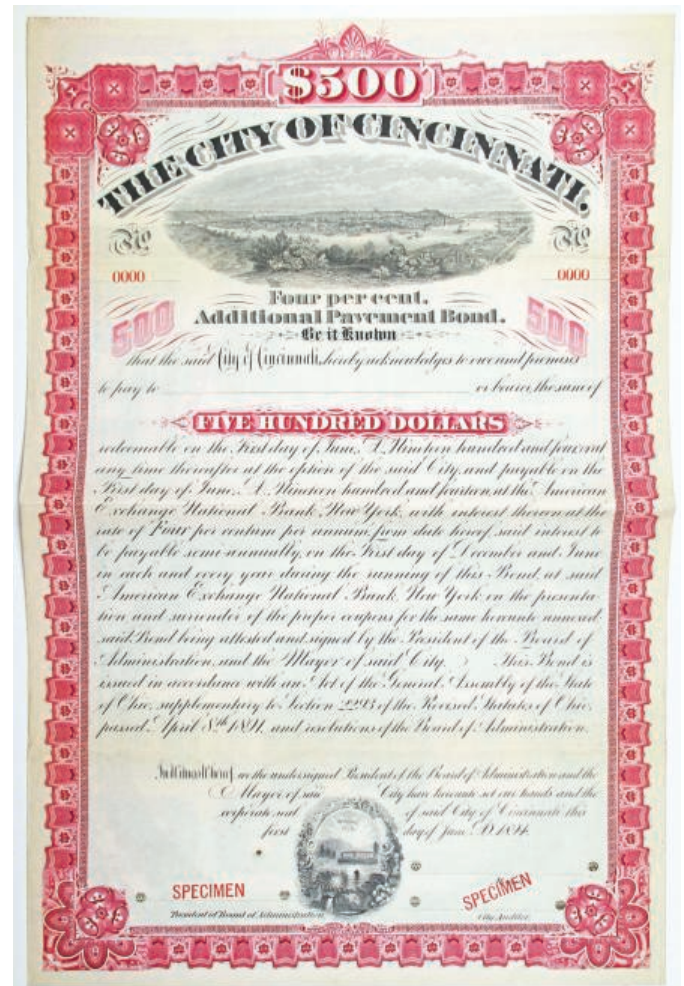 $500
THE CITY OF CINCINNATI.
No No
0000 0000
Four per cent.
500 Additional Pavement Bond. 500
Be it Known
that the said City of Cincinnati, hereby acknowledges to owe and promises
to pay to or bearer, the sum of
FIVE HUNDRED DOLLARS
redeemable on the First day of June, A. Nineteen hundred and four, or at
any time thereafter at the option of the said City, and payable on the
First day of June, A. Nineteen hundred and fourteen, at the American
Exchange National Bank, New York, with interest thereon at the
rate of Four per centum per annum from date hereof, said interest to
be payable semi-annually, on the First day of December and June
in each and every year during the running of this Bond, at said
American Exchange National Bank, New York on the presenta-
tion and surrender of the proper coupons for the same hereunto annexed
said Bond being attested and signed by the President of the Board of
Administration, and the Mayor of said City. This Bond is
issued in accordance with an Act of the General Assembly of the State
of Ohio, supplementary to Section 2293 of the Revised Statutes of Ohio,
passed April 8th 1891, and resolutions of the Board of Administration.
In Witness Whereof, we the undersigned President of the Board of Administration and the
Mayor of said City have hereunto set our hands and the
corporate seal of said City of Cincinnati this
first day of June, D. 1894.
SPECIMEN SPECIMEN
President of Board of Administration City Auditor